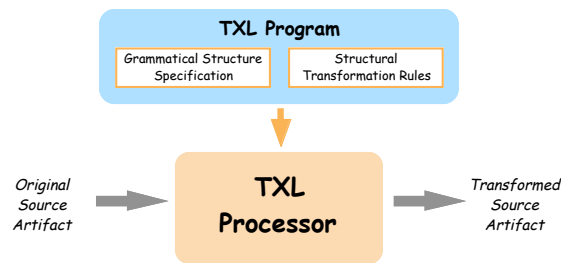 TXL Program
Grammatical Structure
Specification
Structural
Transformation Rules
Original
Source
Artifact
TXL
Processor
Transformed
Source
Artifact